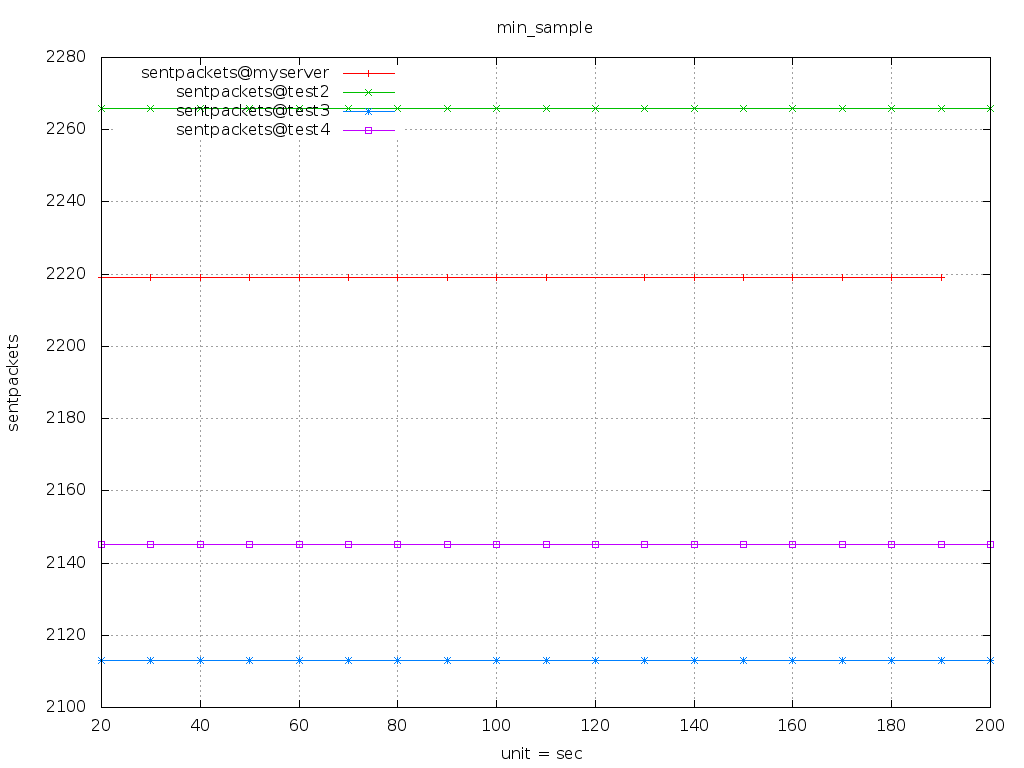 min_sample
2280
2260
2240
2220
2200
2180
2160
2140
2120
2100
sentpackets@myserver
sentpackets@test2
sentpackets@test3
sentpackets@test4
sentpackets
20 40 60 80 100 120 140 160 180 200
unit = sec